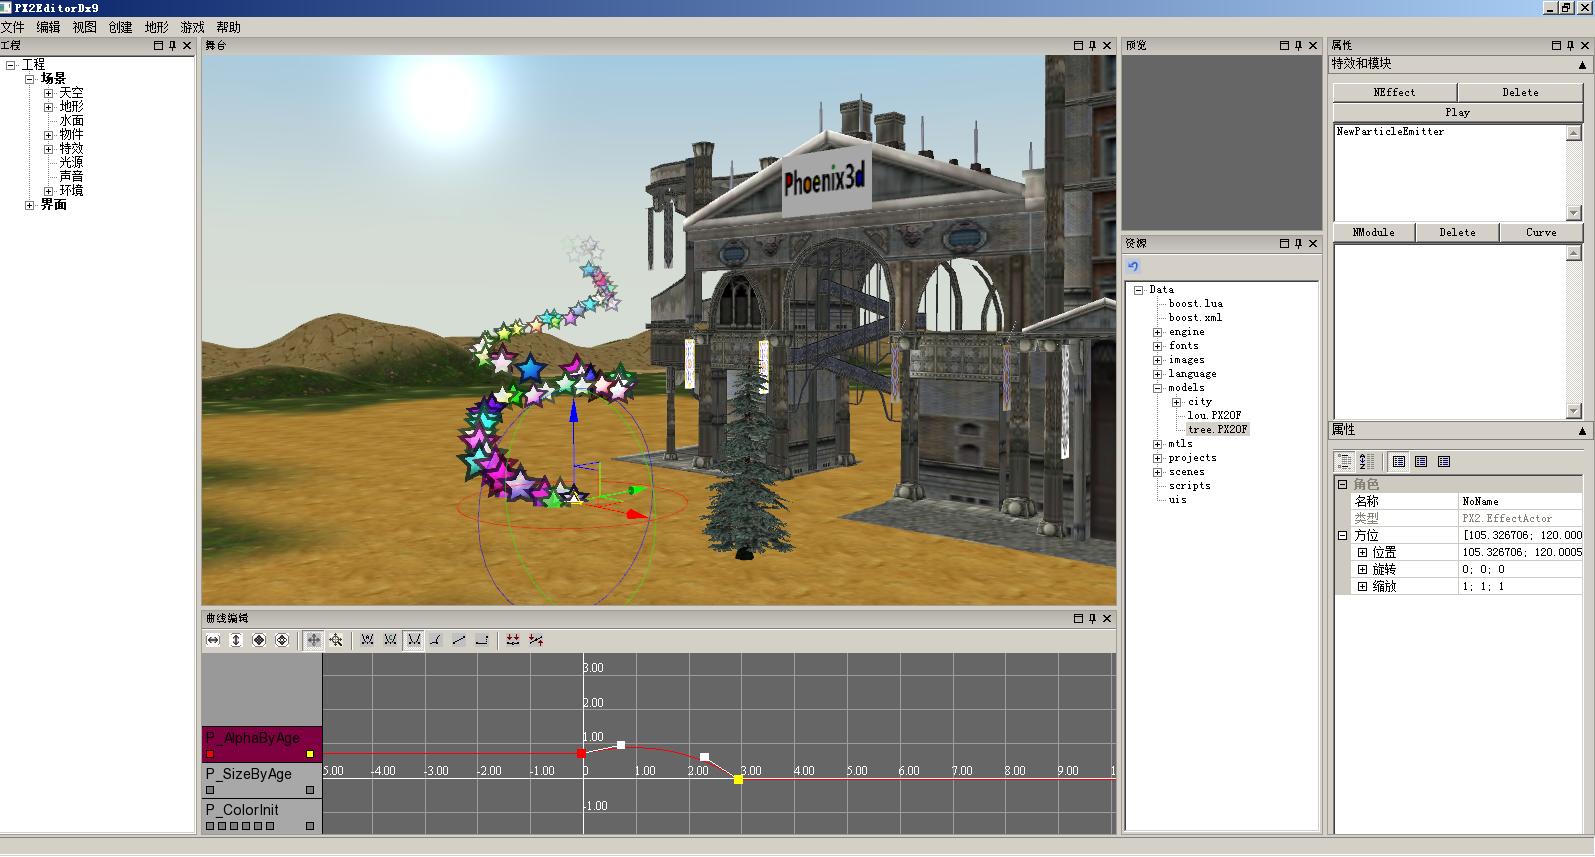 PX2EditorDx9
文件 编辑 视图 创建 地形 游戏 帮助
工程
工程
场景
天空
地形
水面
物件
特效
光源
声音
环境
界面
舞台
Phoenix3d
曲线编辑
P_AlphaByAge
P_SizeByAge
P_ColorInit
3.00
2.00
1.00
5.00 -4.00 -3.00 -2.00 -1.00 0 1.00 2.00 3.00 4.00 5.00 6.00 7.00 8.00 9.00 1
-1.00
预览
资源
Data
boost.lua
boost.xml
engine
fonts
images
language
models
city
lou.PX2OF
tree.PX2OF
mtls
projects
scenes
scripts
uis
属性
特效和模块
NEffect Delete
Play
NewParticleEmitter
NModule Delete Curve
属性
角色
名称 NoName
类型 PX2.EffectActor
方位 [105.326706; 120.000
位置 105.326706; 120.0005
旋转 0; 0; 0
缩放 1; 1; 1